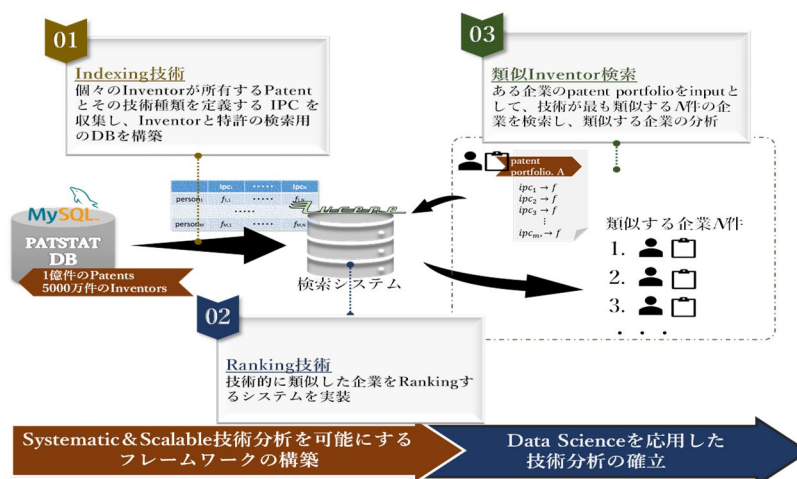 01
Indexing技術
個々のInventorが所有するPatent
とその技術種類を定義する IPC を
収集し、Inventorと特許の検索用
のDBを構築
03
類似Inventor検索
ある企業のpatent portfolioをinputと
して、技術が最も類似するN件の企
業を検索し、類似する企業の分析
patent
portfolio. A
ipc₁ → f
ipc₂ → f
ipc₃ → f
⋮
ipcₘ, → f
ipc₁ ····· ipcₙ
person₁ f₁,₁ ·····
·····
·····
MySQL
PATSTAT
DB
1億件のPatents
5000万件のInventors
Lucene
検索システム
類似する企業N件
1.
2.
3.
. . .
02
Ranking技術
技術的に類似した企業をRankingす
るシステムを実装
Systematic＆Scalable技術分析を可能にする
フレームワークの構築
Data Scienceを応用した
技術分析の確立